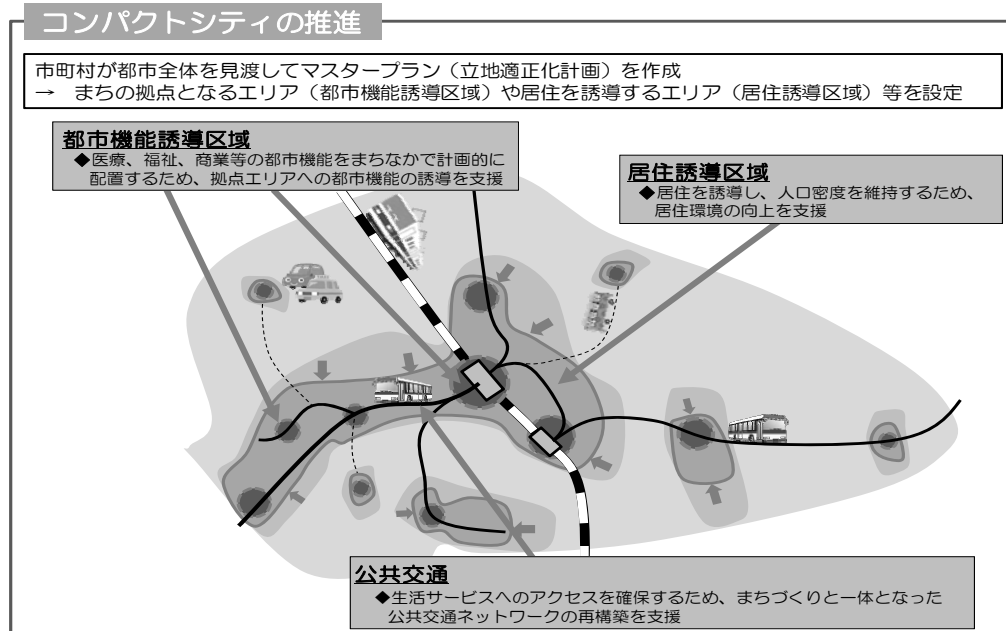 コンパクトシティの推進
市町村が都市全体を見渡してマスタープラン（立地適正化計画）を作成
→　まちの拠点となるエリア（都市機能誘導区域）や居住を誘導するエリア（居住誘導区域）等を設定
都市機能誘導区域
◆医療、福祉、商業等の都市機能をまちなかで計画的に
配置するため、拠点エリアへの都市機能の誘導を支援
居住誘導区域
◆居住を誘導し、人口密度を維持するため、
居住環境の向上を支援
公共交通
◆生活サービスへのアクセスを確保するため、まちづくりと一体となった
公共交通ネットワークの再構築を支援